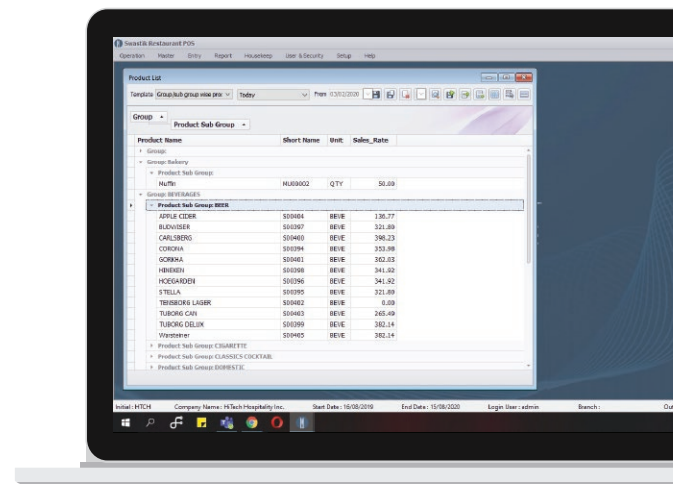 Swastik Restaurant POS
Operation Master Entry Report Housekeep User & Security Setup Help
Product List
Template Group/sub group wise pric Today From 03/02/2020
Group
Product Sub Group
Product Name Short Name Unit Sales_Rate
Group:
Group: Bakery
Product Sub Group:
Muffin MU00002 QTY 50.00
Group: BEVERAGES
Product Sub Group: BEER
APPLE CIDER S00404 BEVE 136.77
BUDWISER S00397 BEVE 321.80
CARLSBERG S00400 BEVE 398.23
CORONA S00394 BEVE 353.98
GORKHA S00401 BEVE 362.03
HINEKEN S00398 BEVE 341.92
HOEGARDEN S00396 BEVE 341.92
STELLA S00395 BEVE 321.80
TENSBORG LAGER S00402 BEVE 0.00
TUBORG CAN S00403 BEVE 265.49
TUBORG DELUX S00399 BEVE 382.14
Warsteiner S00405 BEVE 382.14
Product Sub Group: CIGARETTE
Product Sub Group: CLASSICS COCKTAIL
Product Sub Group: DOMESTIC
Initial : HTCH Company Name : HiTech Hospitality Inc. Start Date : 16/08/2019 End Date : 15/08/2020 Login User : admin Branch : Out